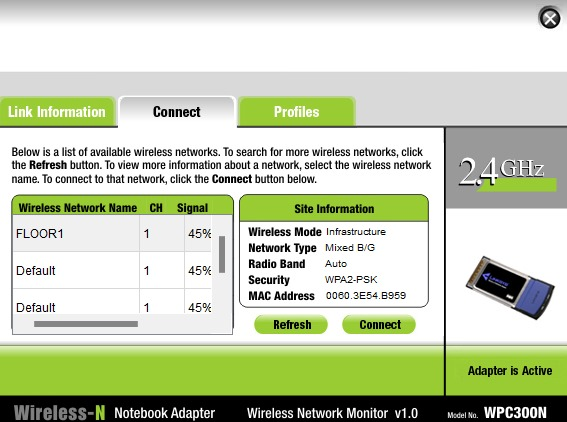 Link Information
Connect
Profiles
Below is a list of available wireless networks. To search for more wireless networks, click
the Refresh button. To view more information about a network, select the wireless network
name. To connect to that network, click the Connect button below.
2.4GHz
Wireless Network Name CH Signal
FLOOR1 1 45%
Default 1 45%
Default 1 45%
Site Information
Wireless Mode Infrastructure
Network Type Mixed B/G
Radio Band Auto
Security WPA2-PSK
MAC Address 0060.3E54.B959
Refresh
Connect
LINKSYS
Adapter is Active
Wireless-N Notebook Adapter Wireless Network Monitor v1.0 Model No. WPC300N